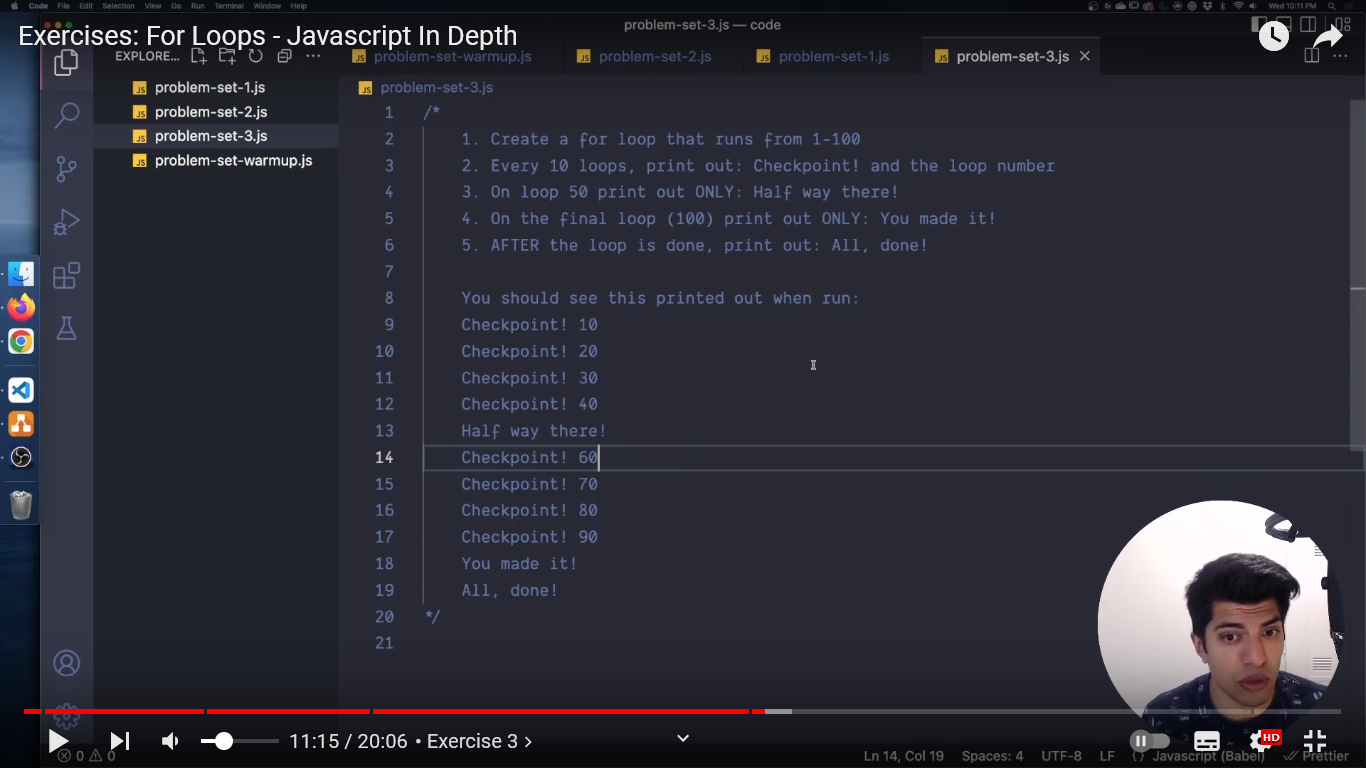 Code File Edit Selection View Go Run Terminal Window Help Wed 10:11 PM
problem-set-3.js — code
Exercises: For Loops - Javascript In Depth
EXPLORE... problem-set-warmup.js problem-set-2.js problem-set-1.js problem-set-3.js
problem-set-1.js
problem-set-2.js
problem-set-3.js
problem-set-warmup.js
problem-set-3.js
1 /*
2 1. Create a for loop that runs from 1-100
3 2. Every 10 loops, print out: Checkpoint! and the loop number
4 3. On loop 50 print out ONLY: Half way there!
5 4. On the final loop (100) print out ONLY: You made it!
6 5. AFTER the loop is done, print out: All, done!
7
8 You should see this printed out when run:
9 Checkpoint! 10
10 Checkpoint! 20
11 Checkpoint! 30
12 Checkpoint! 40
13 Half way there!
14 Checkpoint! 60
15 Checkpoint! 70
16 Checkpoint! 80
17 Checkpoint! 90
18 You made it!
19 All, done!
20 */
21
11:15 / 20:06 • Exercise 3
HD
0 0 Ln 14, Col 19 Spaces: 4 UTF-8 LF {} Javascript (Babel) Prettier